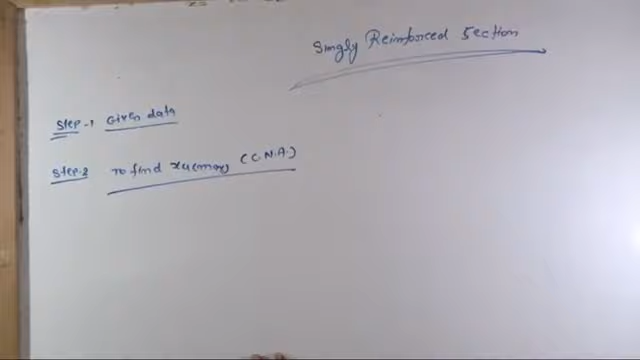 Singly Reinforced Section
Step-1 Given data
Step-2 To find xu(max) (C.N.A.)